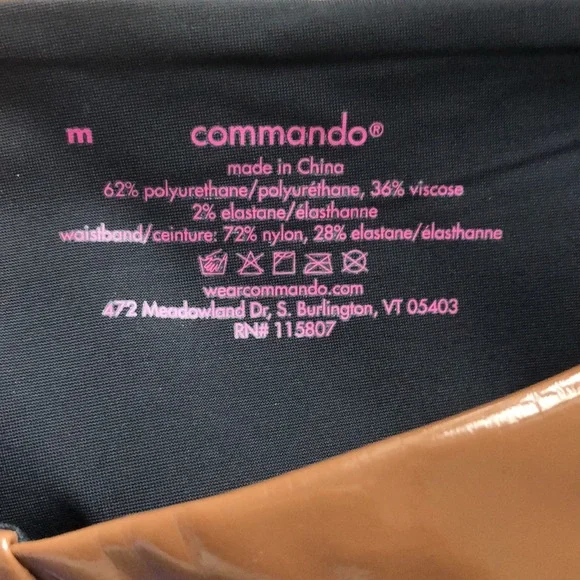 m commando®
made in China
62% polyurethane/polyuréthane, 36% viscose
2% elastane/élasthanne
waistband/ceinture: 72% nylon, 28% elastane/élasthanne
wearcommando.com
472 Meadowland Dr, S. Burlington, VT 05403
RN# 115807